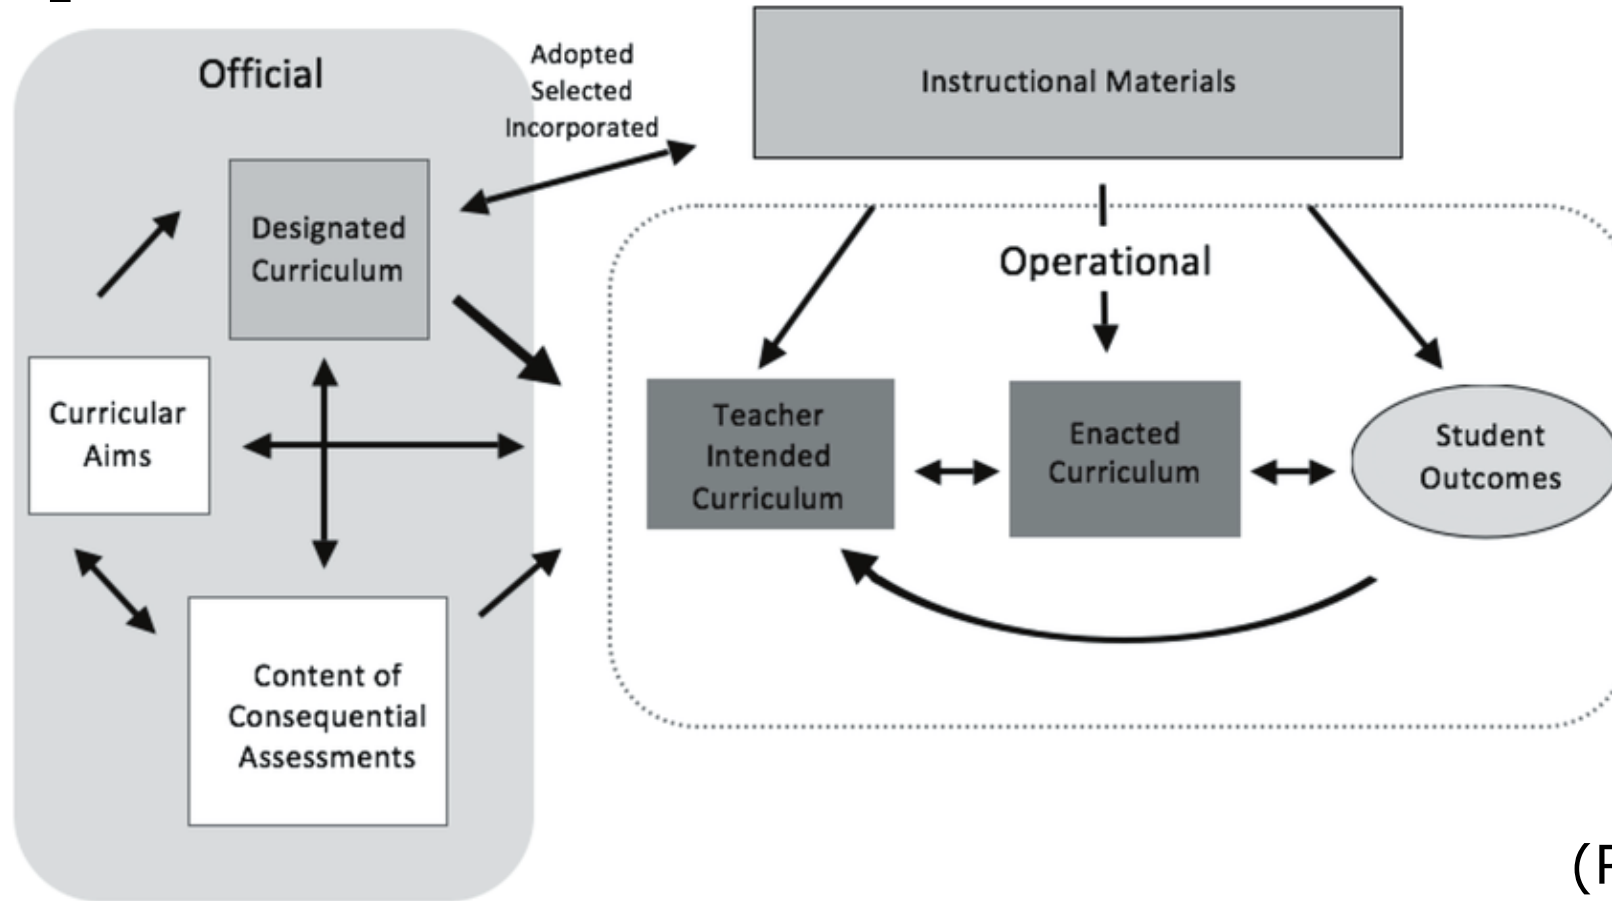 Official
Adopted
Selected
Incorporated
Instructional Materials
Designated
Curriculum
Operational
Curricular
Aims
Teacher
Intended
Curriculum
Enacted
Curriculum
Student
Outcomes
Content of
Consequential
Assessments